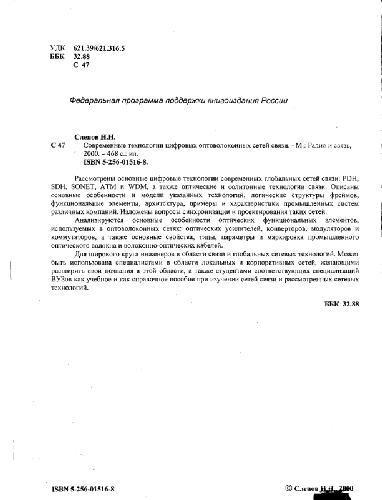 УДК 621.39:621.316.5
ББК 32.88
С 47
Федеральная программа поддержки книгоиздания России
Слепов Н.Н.
С 47 Современные технологии цифровых оптоволоконных сетей связи. – М.: Радио и связь,
2000. – 468 с.: ил.
ISBN 5-256-01516-8.
Рассмотрены основные цифровые технологии современных глобальных сетей связи: PDH,
SDH, SONET, ATM и WDM, а также оптические и солитонные технологии связи. Описаны
основные особенности и модели указанных технологий, логические структуры фреймов,
функциональные элементы, архитектура, примеры и характеристики промышленных систем
различных компаний. Изложены вопросы синхронизации и проектирования таких сетей.
Анализируются основные особенности оптических функциональных элементов,
используемых в оптоволоконных сетях: оптических усилителей, конверторов, модуляторов и
коммутаторов, а также основные свойства, типы, параметры и маркировка промышленного
оптического волокна и волоконно-оптических кабелей.
Для широкого круга инженеров в области глобальных сетевых технологий. Может
быть использована специалистами в области локальных и корпоративных сетей, желающими
расширить свои познания в этой области, а также студентами соответствующих специальностей
ВУЗов как учебное и как справочное пособие при изучении сетей связи и рассмотренных сетевых
технологий.
ББК 32.88
ISBN 5-256-01516-8
© Слепов Н.Н., 2000